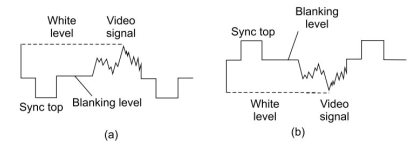 White level
Video signal
Sync top
Blanking level
(a)
Sync top
Blanking level
White level
Video signal
(b)